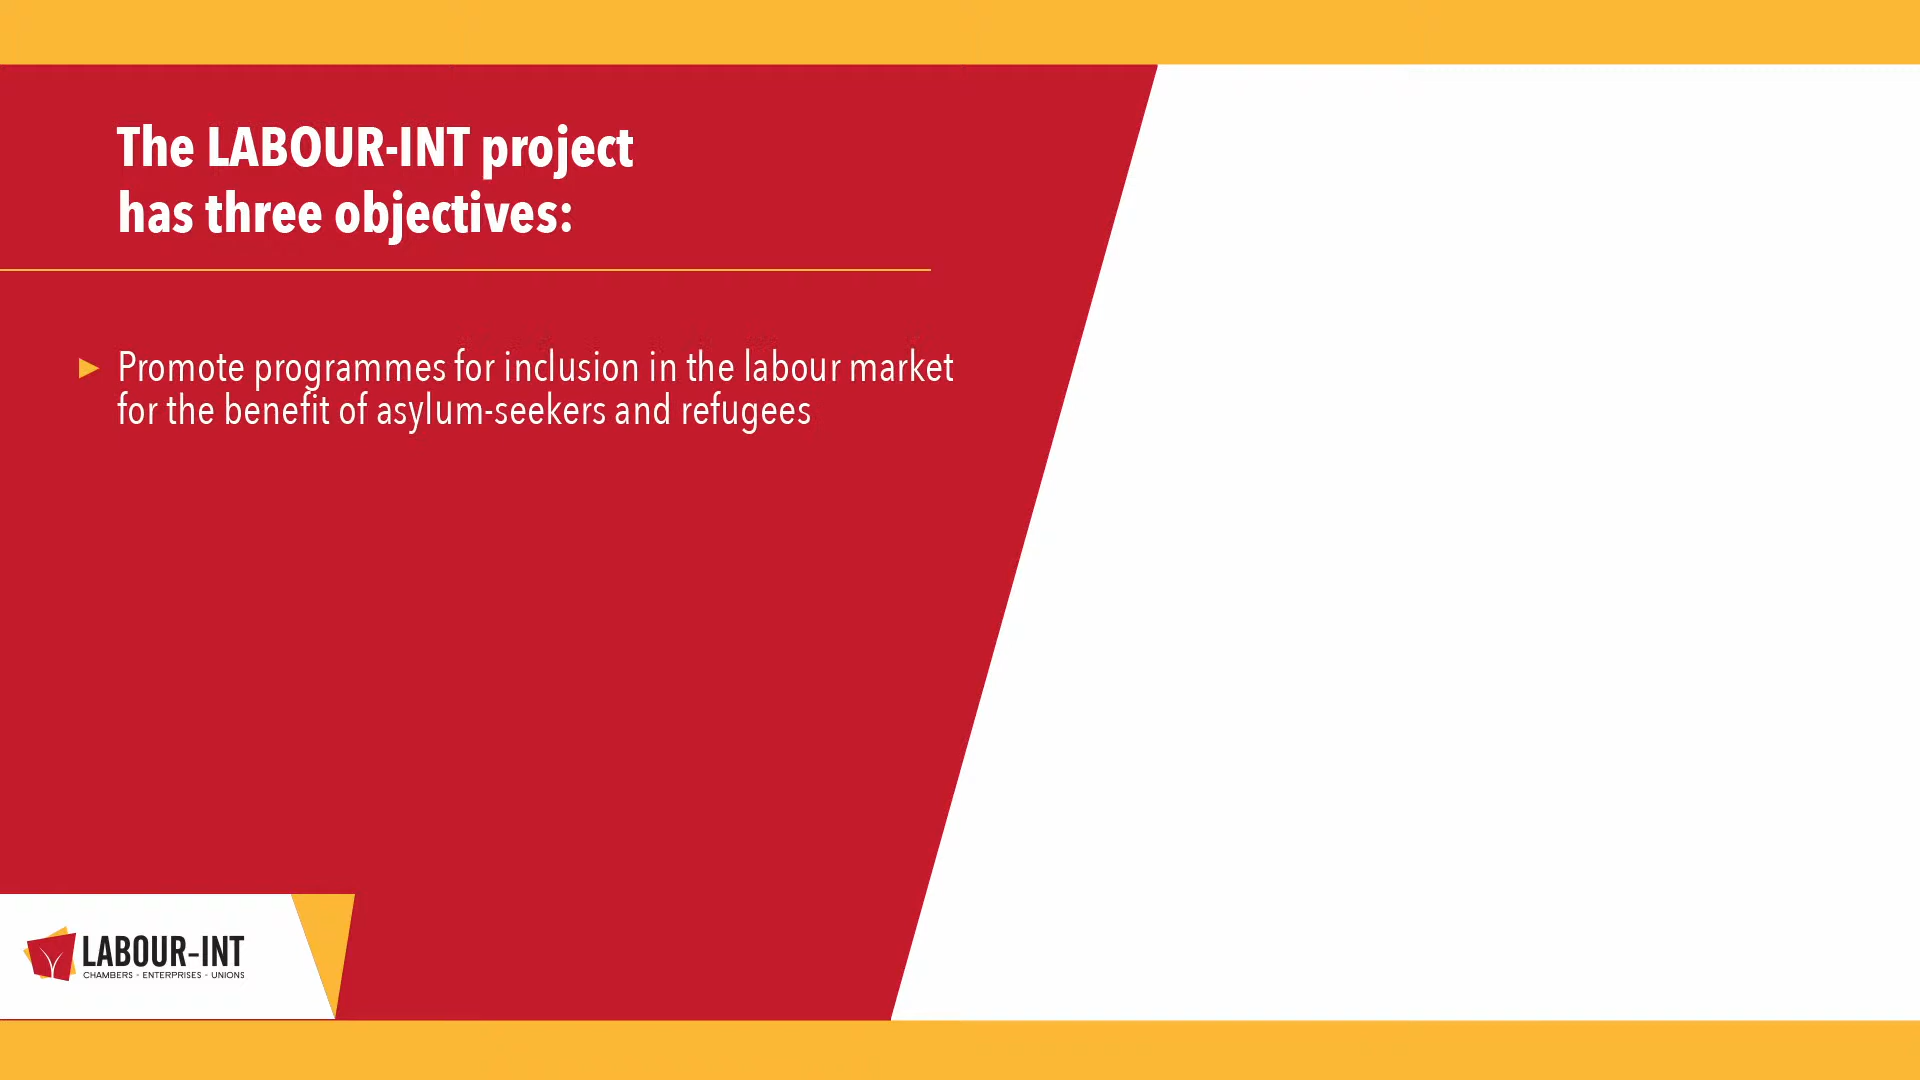 The LABOUR-INT project
has three objectives:
► Promote programmes for inclusion in the labour market
for the benefit of asylum-seekers and refugees
LABOUR-INT
CHAMBERS - ENTERPRISES - UNIONS